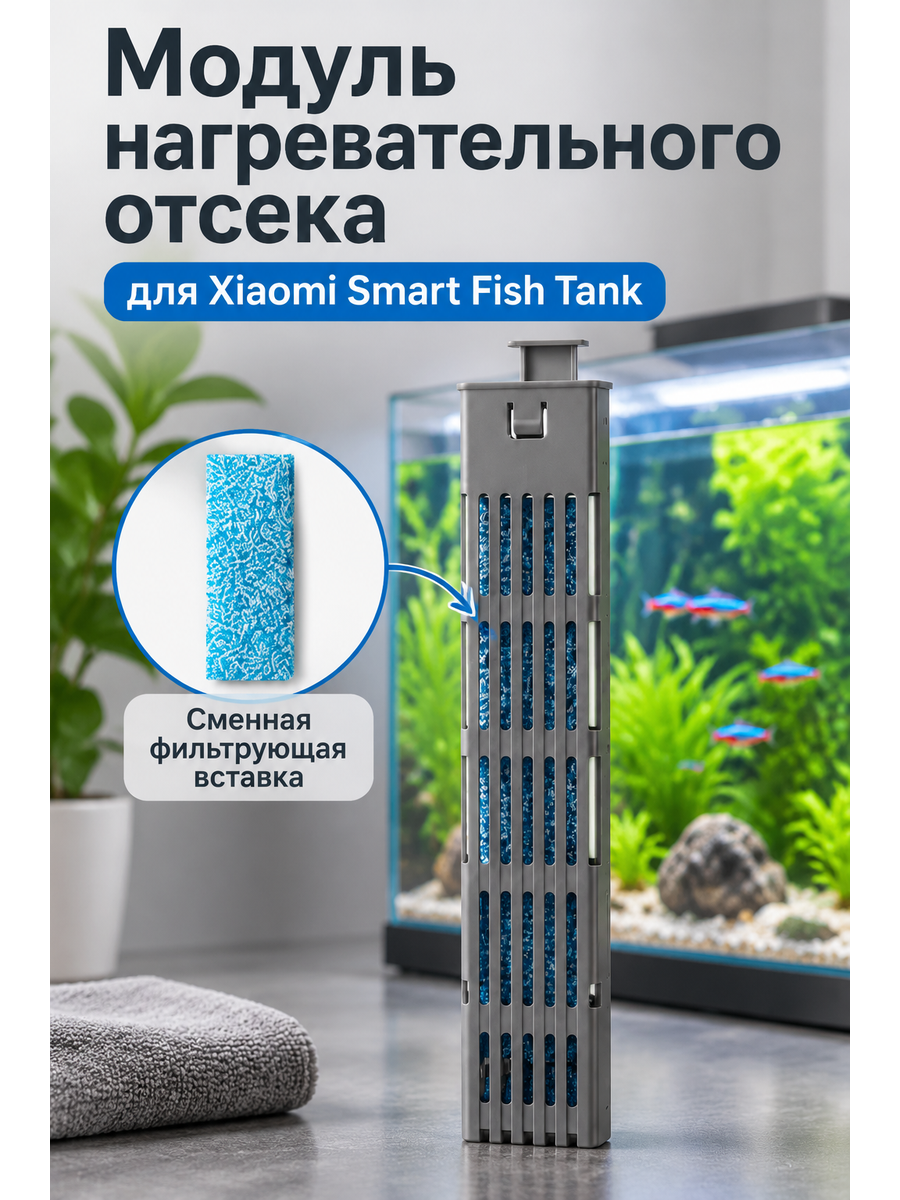 Модуль
нагревательного
отсека
для Xiaomi Smart Fish Tank
Сменная
фильтрующая
вставка